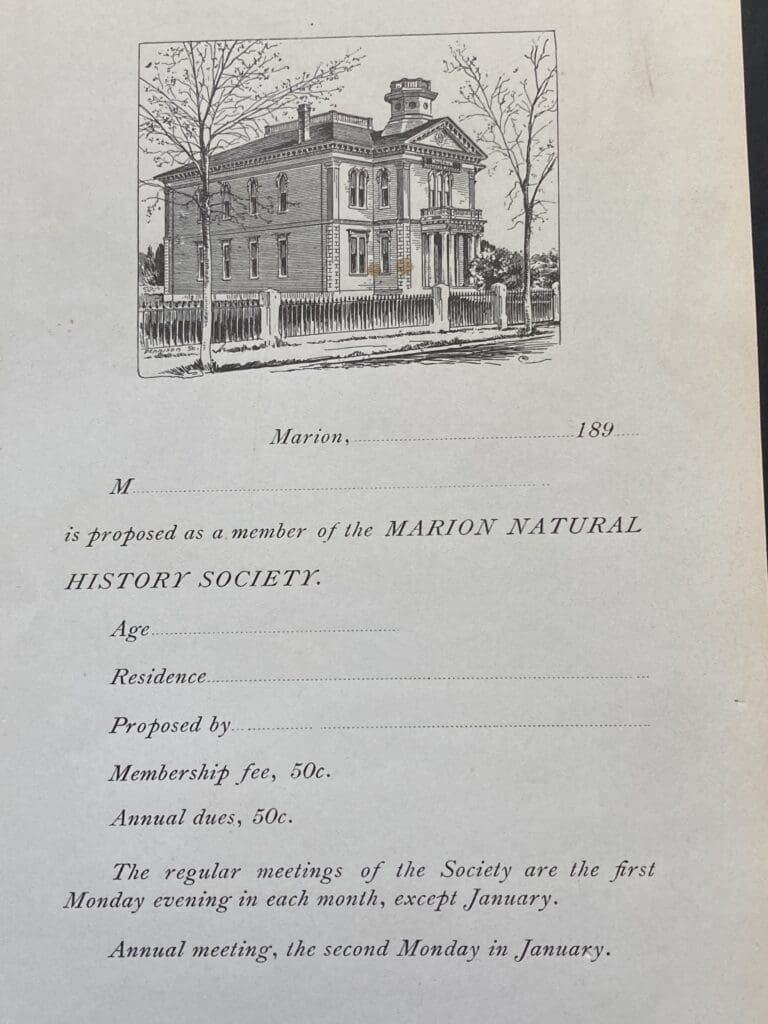 Marion, 189
M
is proposed as a member of the MARION NATURAL
HISTORY SOCIETY.
Age
Residence
Proposed by
Membership fee, 50c.
Annual dues, 50c.
The regular meetings of the Society are the first
Monday evening in each month, except January.
Annual meeting, the second Monday in January.